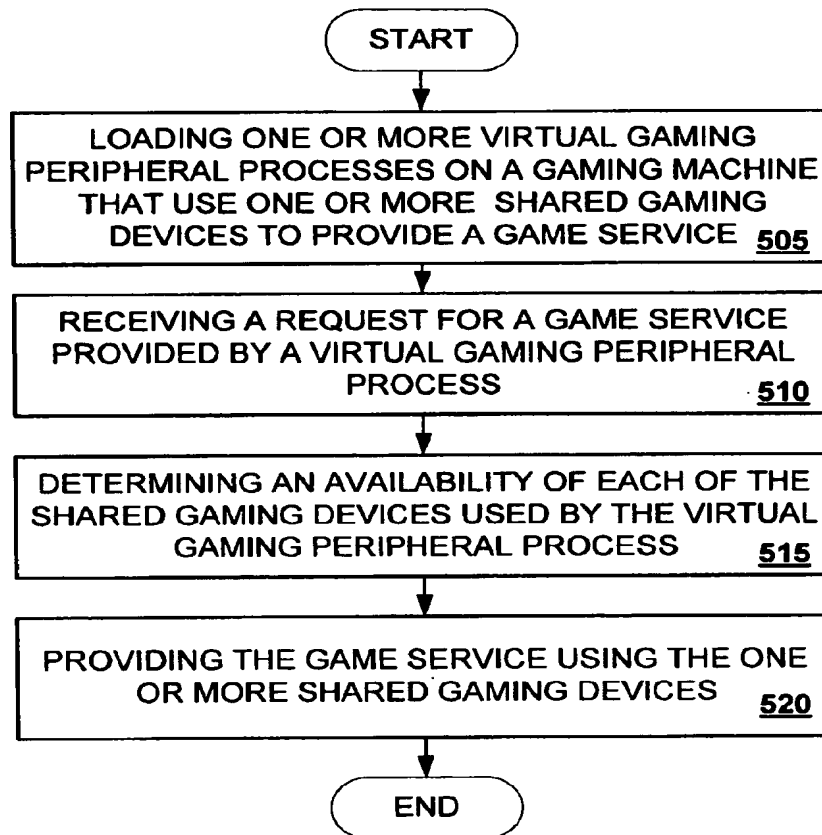 START
LOADING ONE OR MORE VIRTUAL GAMING
PERIPHERAL PROCESSES ON A GAMING MACHINE
THAT USE ONE OR MORE SHARED GAMING
DEVICES TO PROVIDE A GAME SERVICE 505
RECEIVING A REQUEST FOR A GAME SERVICE
PROVIDED BY A VIRTUAL GAMING PERIPHERAL
PROCESS 510
DETERMINING AN AVAILABILITY OF EACH OF THE
SHARED GAMING DEVICES USED BY THE VIRTUAL
GAMING PERIPHERAL PROCESS 515
PROVIDING THE GAME SERVICE USING THE ONE
OR MORE SHARED GAMING DEVICES 520
END